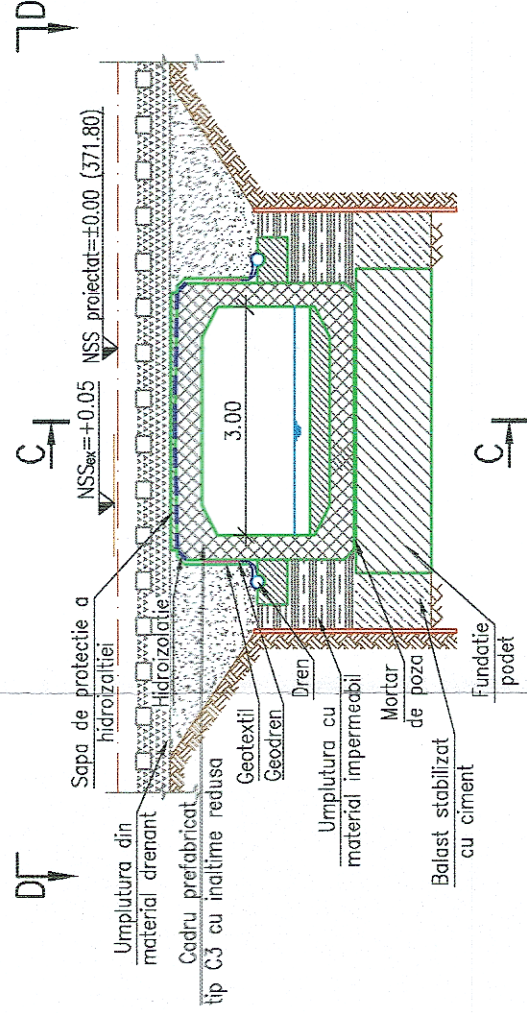 D
D
C
NSSex=+0.05
NSS proiectat=±0.00 (371.80)
Sapa de protectie a
hidroizaltiei
Hidroizolatie
Umplutura din
material drenant
Cadru prefabricat
tip C3 cu inaltime redusa
3.00
Geotextil
Geodren
Dren
Umplutura cu
material impermeabil
Mortar
de poza
Balast stabilizat
cu ciment
Fundatie
podet
C